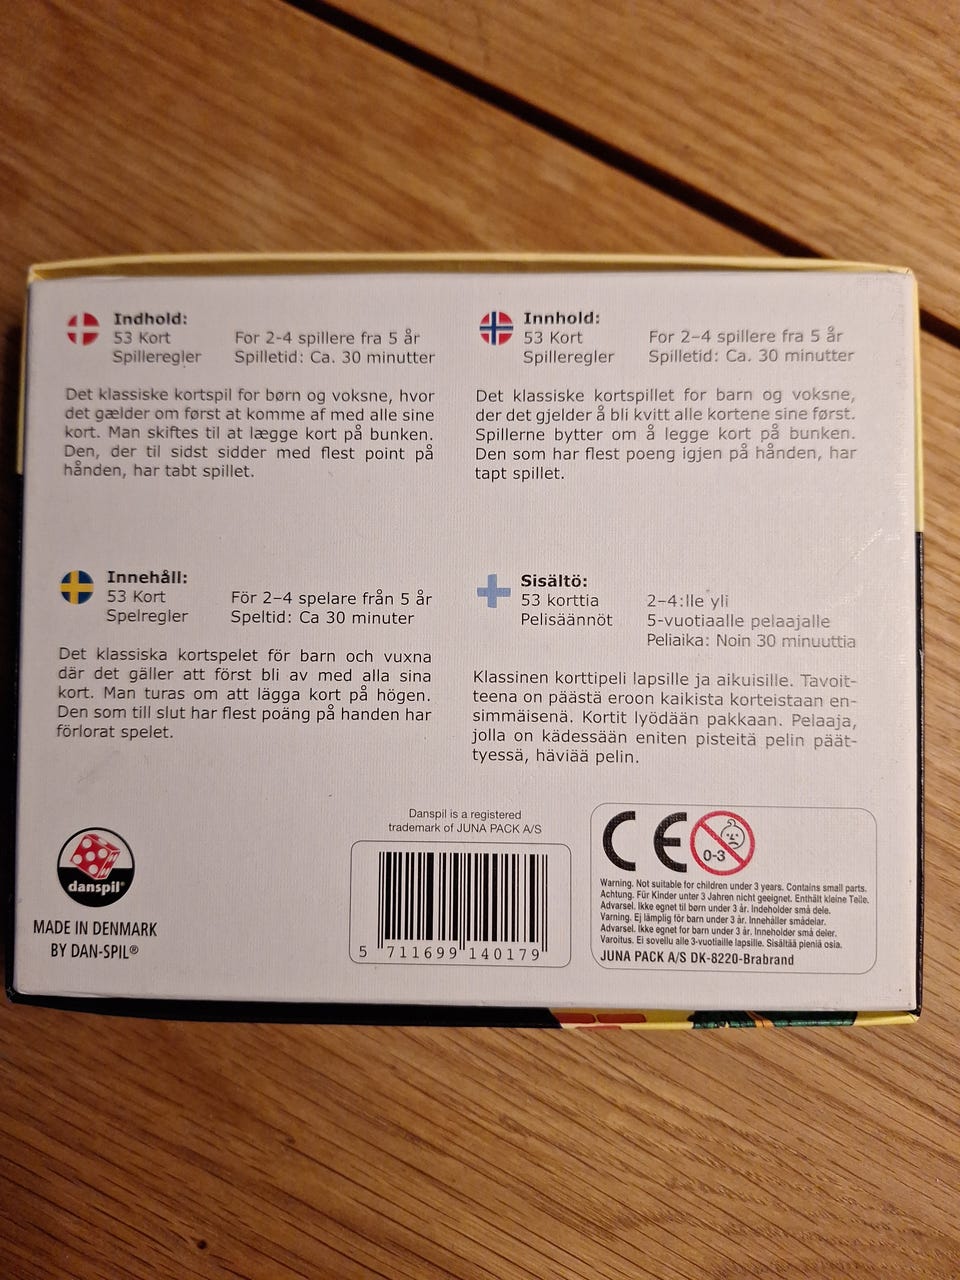 Indhold:
53 Kort
Spilleregler
For 2-4 spillere fra 5 år
Spilletid: Ca. 30 minutter
Det klassiske kortspil for børn og voksne, hvor
det gælder om først at komme af med alle sine
kort. Man skiftes til at lægge kort på bunken.
Den, der til sidst sidder med flest point på
hånden, har tabt spillet.
Innhold:
53 Kort
Spilleregler
For 2-4 spillere fra 5 år
Spilletid: Ca. 30 minutter
Det klassiske kortspillet for barn og voksne,
der det gjelder å bli kvitt alle kortene sine først.
Spillerne bytter om å legge kort på bunken.
Den som har flest poeng igjen på hånden, har
tapt spillet.
Innehåll:
53 Kort
Spelregler
För 2–4 spelare från 5 år
Speltid: Ca 30 minuter
Det klassiska kortspelet för barn och vuxna
där det gäller att först bli av med alla sina
kort. Man turas om att lägga kort på högen.
Den som till slut har flest poäng på handen har
förlorat spelet.
Sisältö:
53 korttia
Pelisäännöt
2–4:lle yli
5-vuotiaalle pelaajalle
Peliaika: Noin 30 minuuttia
Klassinen korttipeli lapsille ja aikuisille. Tavoit-
teena on päästä eroon kaikista korteistaan en-
simmäisenä. Kortit lyödään pakkaan. Pelaaja,
jolla on kädessään eniten pisteitä pelin päät-
tyessä, häviää pelin.
danspil®
MADE IN DENMARK
BY DAN-SPIL®
Danspil is a registered
trademark of JUNA PACK A/S
5 711699 140179
CE
0-3
Warning. Not suitable for children under 3 years. Contains small parts.
Achtung. Für Kinder unter 3 Jahren nicht geeignet. Enthält kleine Teile.
Advarsel. Ikke egnet til børn under 3 år. Indeholder små dele.
Varning. Ej lämplig för barn under 3 år. Innehåller smådelar.
Advarsel. Ikke egnet for barn under 3 år. Inneholder små deler.
Varoitus. Ei sovellu alle 3-vuotiaille lapsille. Sisältää pieniä osia.
JUNA PACK A/S DK-8220-Brabrand